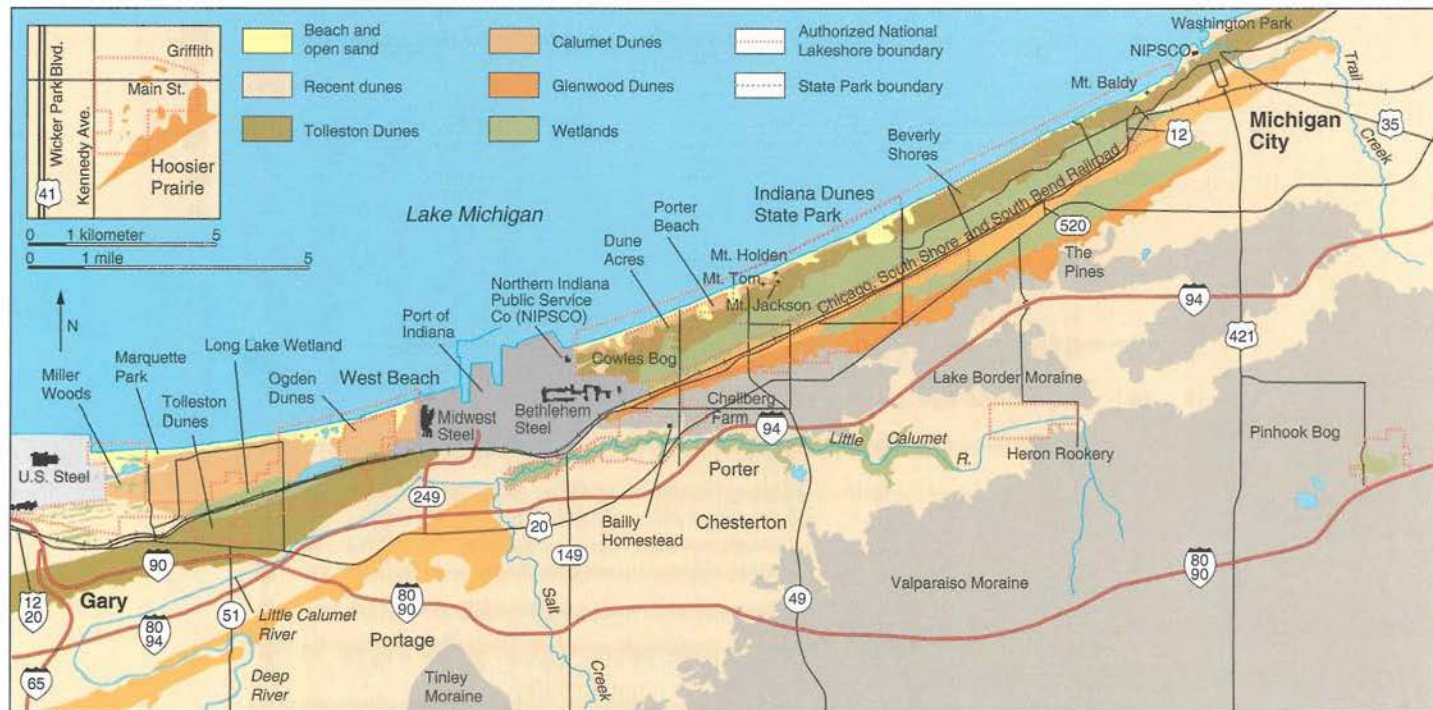 Wicker Park Blvd.
Kennedy Ave.
Griffith
Main St.
Hoosier
Prairie
41
0 1 kilometer 5
0 1 mile 5
N
Beach and
open sand
Recent dunes
Tolleston Dunes
Calumet Dunes
Glenwood Dunes
Wetlands
Authorized National
Lakeshore boundary
State Park boundary
Washington Park
NIPSCO
Mt. Baldy
Trail
Creek
Michigan
City
35
12
Beverly
Shores
Indiana Dunes
State Park
Lake Michigan
Porter
Beach
Dune
Acres
Mt. Holden
Mt. Tom
Mt. Jackson
Chicago, South Shore and South Bend Railroad
520
The
Pines
94
421
Northern Indiana
Public Service
Co (NIPSCO)
Port of
Indiana
Cowles Bog
Long Lake Wetland
Marquette
Park
Miller
Woods
Tolleston
Dunes
Ogden
Dunes
West Beach
Midwest
Steel
Bethlehem
Steel
Chellberg
Farm
94
Lake Border Moraine
Little Calumet R.
Heron Rookery
Pinhook Bog
U.S. Steel
Porter
Chesterton
Bailly
Homestead
249
20
149
90
80
90
49
Valparaiso Moraine
80
90
12
20
Gary
80
94
51
Little Calumet
River
Portage
Salt
Creek
65
Deep
River
Tinley
Moraine